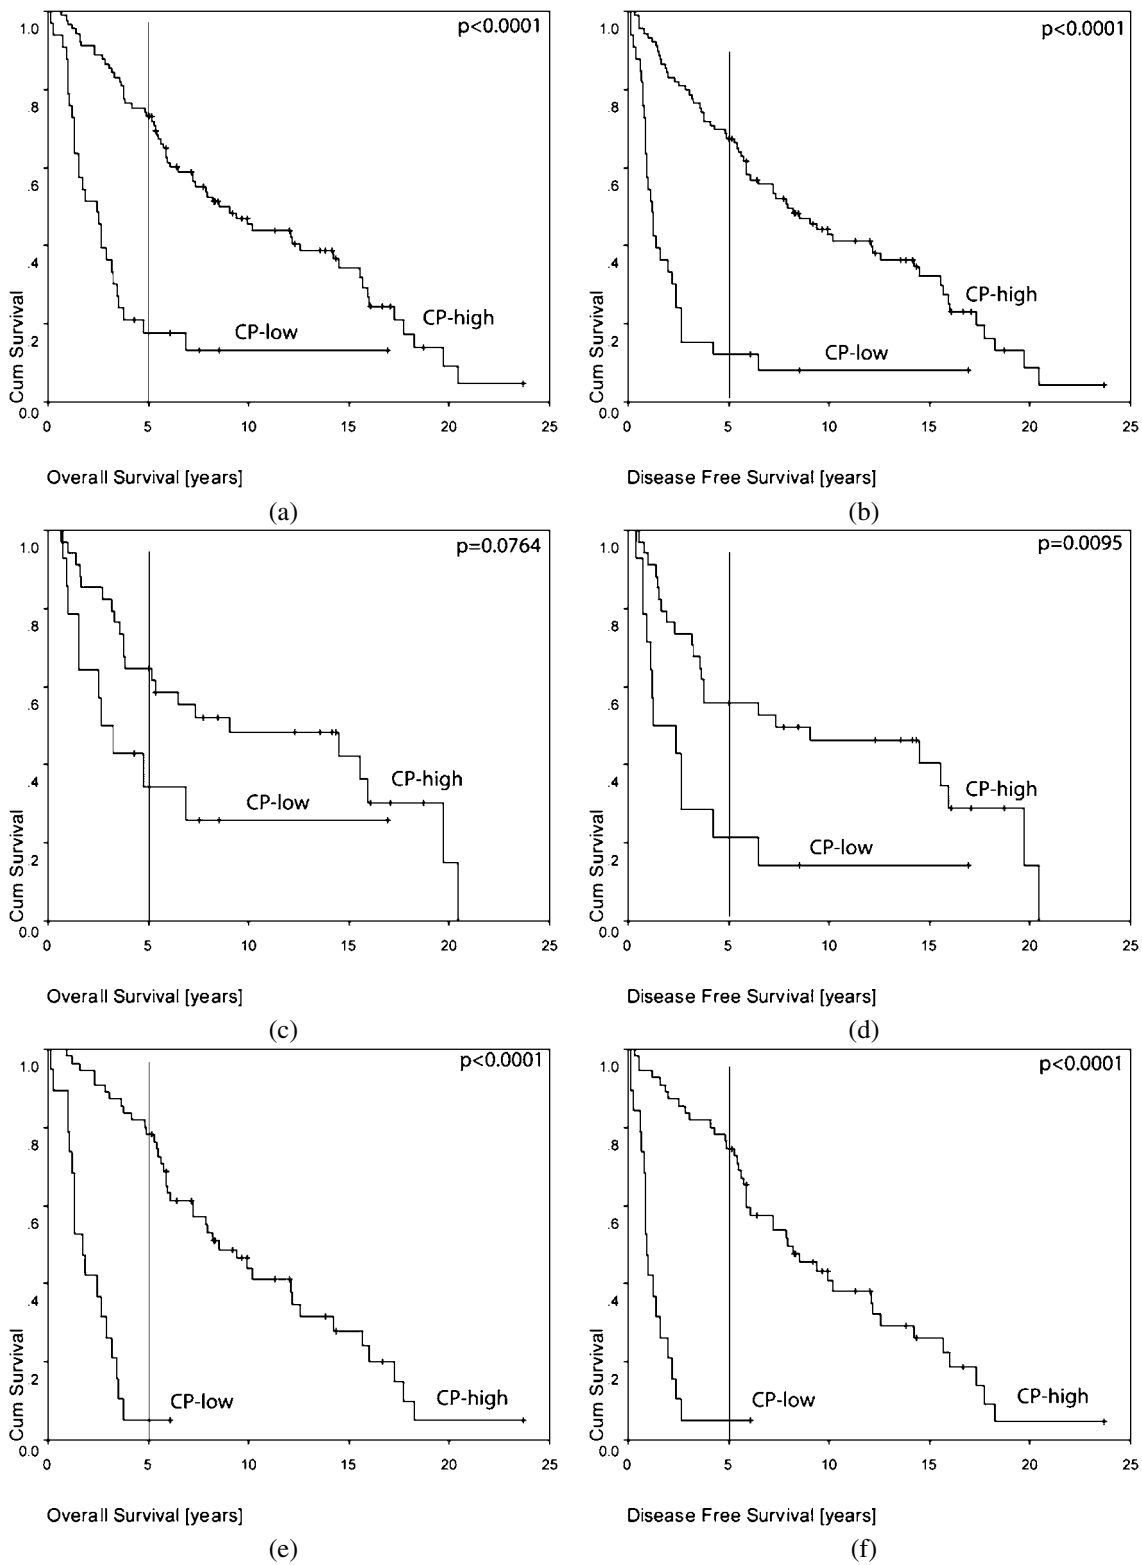 p<0.0001
Cum Survival
1.0
.8
.6
.4
.2
0.0
CP-low
CP-high
0 5 10 15 20 25
Overall Survival [years]
(a)
p<0.0001
Cum Survival
1.0
.8
.6
.4
.2
0.0
CP-high
CP-low
0 5 10 15 20 25
Disease Free Survival [years]
(b)
p=0.0764
Cum Survival
1.0
.8
.6
.4
.2
0.0
CP-high
CP-low
0 5 10 15 20 25
Overall Survival [years]
(c)
p=0.0095
Cum Survival
1.0
.8
.6
.4
.2
0.0
CP-high
CP-low
0 5 10 15 20 25
Disease Free Survival [years]
(d)
p<0.0001
Cum Survival
1.0
.8
.6
.4
.2
0.0
CP-low
CP-high
0 5 10 15 20 25
Overall Survival [years]
(e)
p<0.0001
Cum Survival
1.0
.8
.6
.4
.2
0.0
CP-low
CP-high
0 5 10 15 20 25
Disease Free Survival [years]
(f)